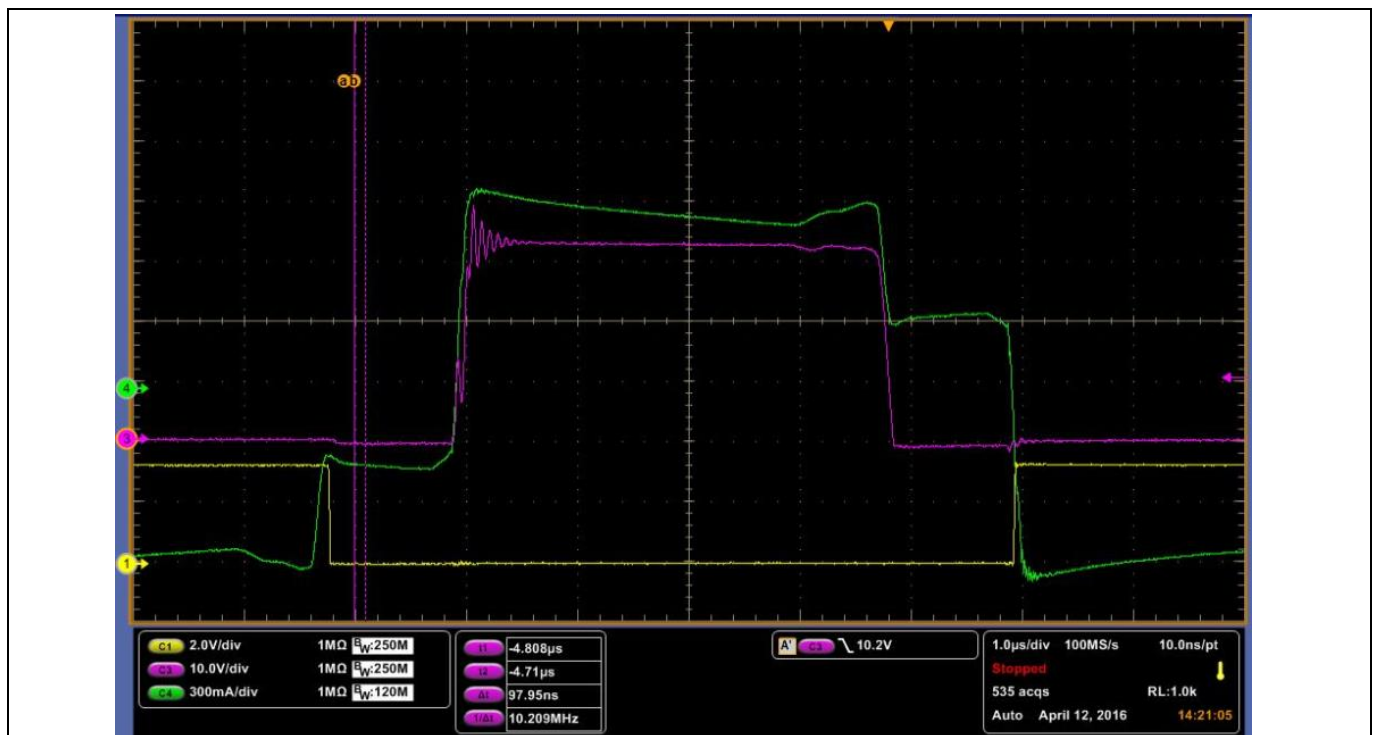 a b
4
3
1
C1 2.0V/div 1MΩ BW:250M
C3 10.0V/div 1MΩ BW:250M
C4 300mA/div 1MΩ BW:120M
t1 -4.808µs
t2 -4.71µs
Δt 97.95ns
1/Δt 10.209MHz
A' C3 10.2V
1.0µs/div 100MS/s 10.0ns/pt
Stopped
535 acqs RL:1.0k
Auto April 12, 2016 14:21:05